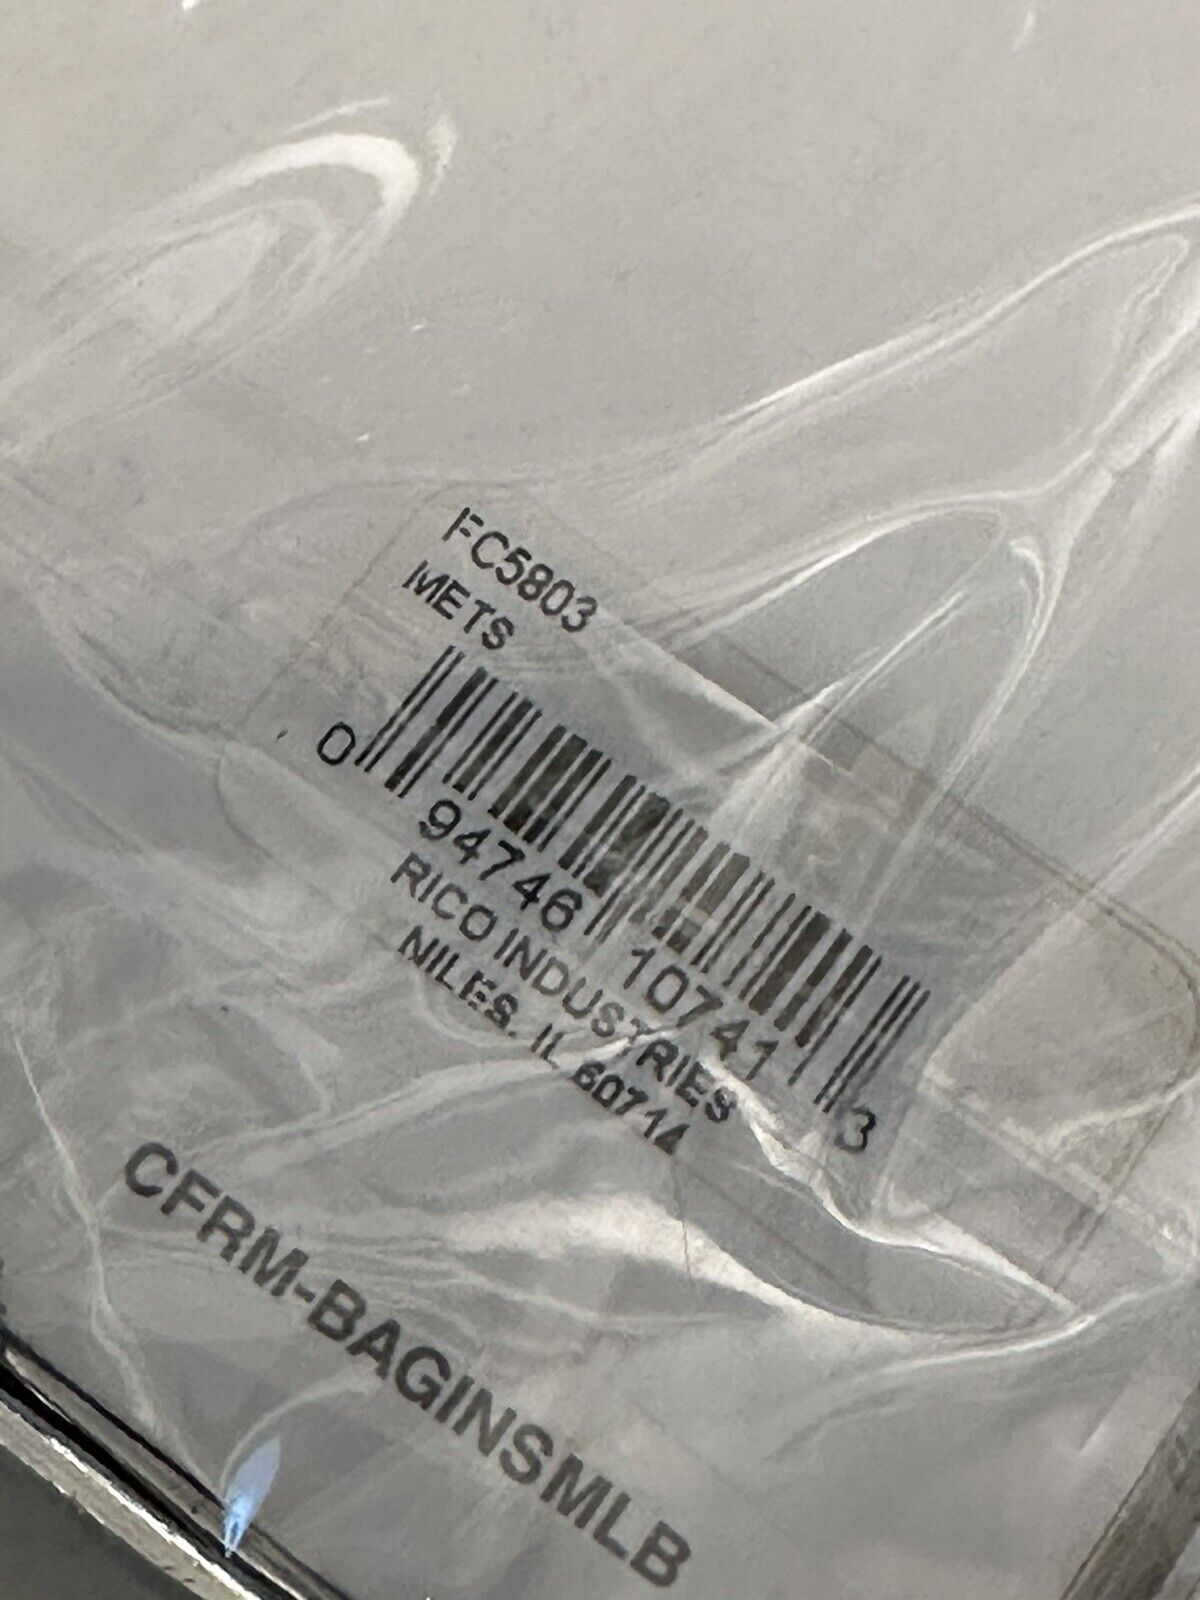 FC5803
METS
0 94746 10741 3
RICO INDUSTRIES
NILES, IL 60714
CFRM-BAGINSMLB